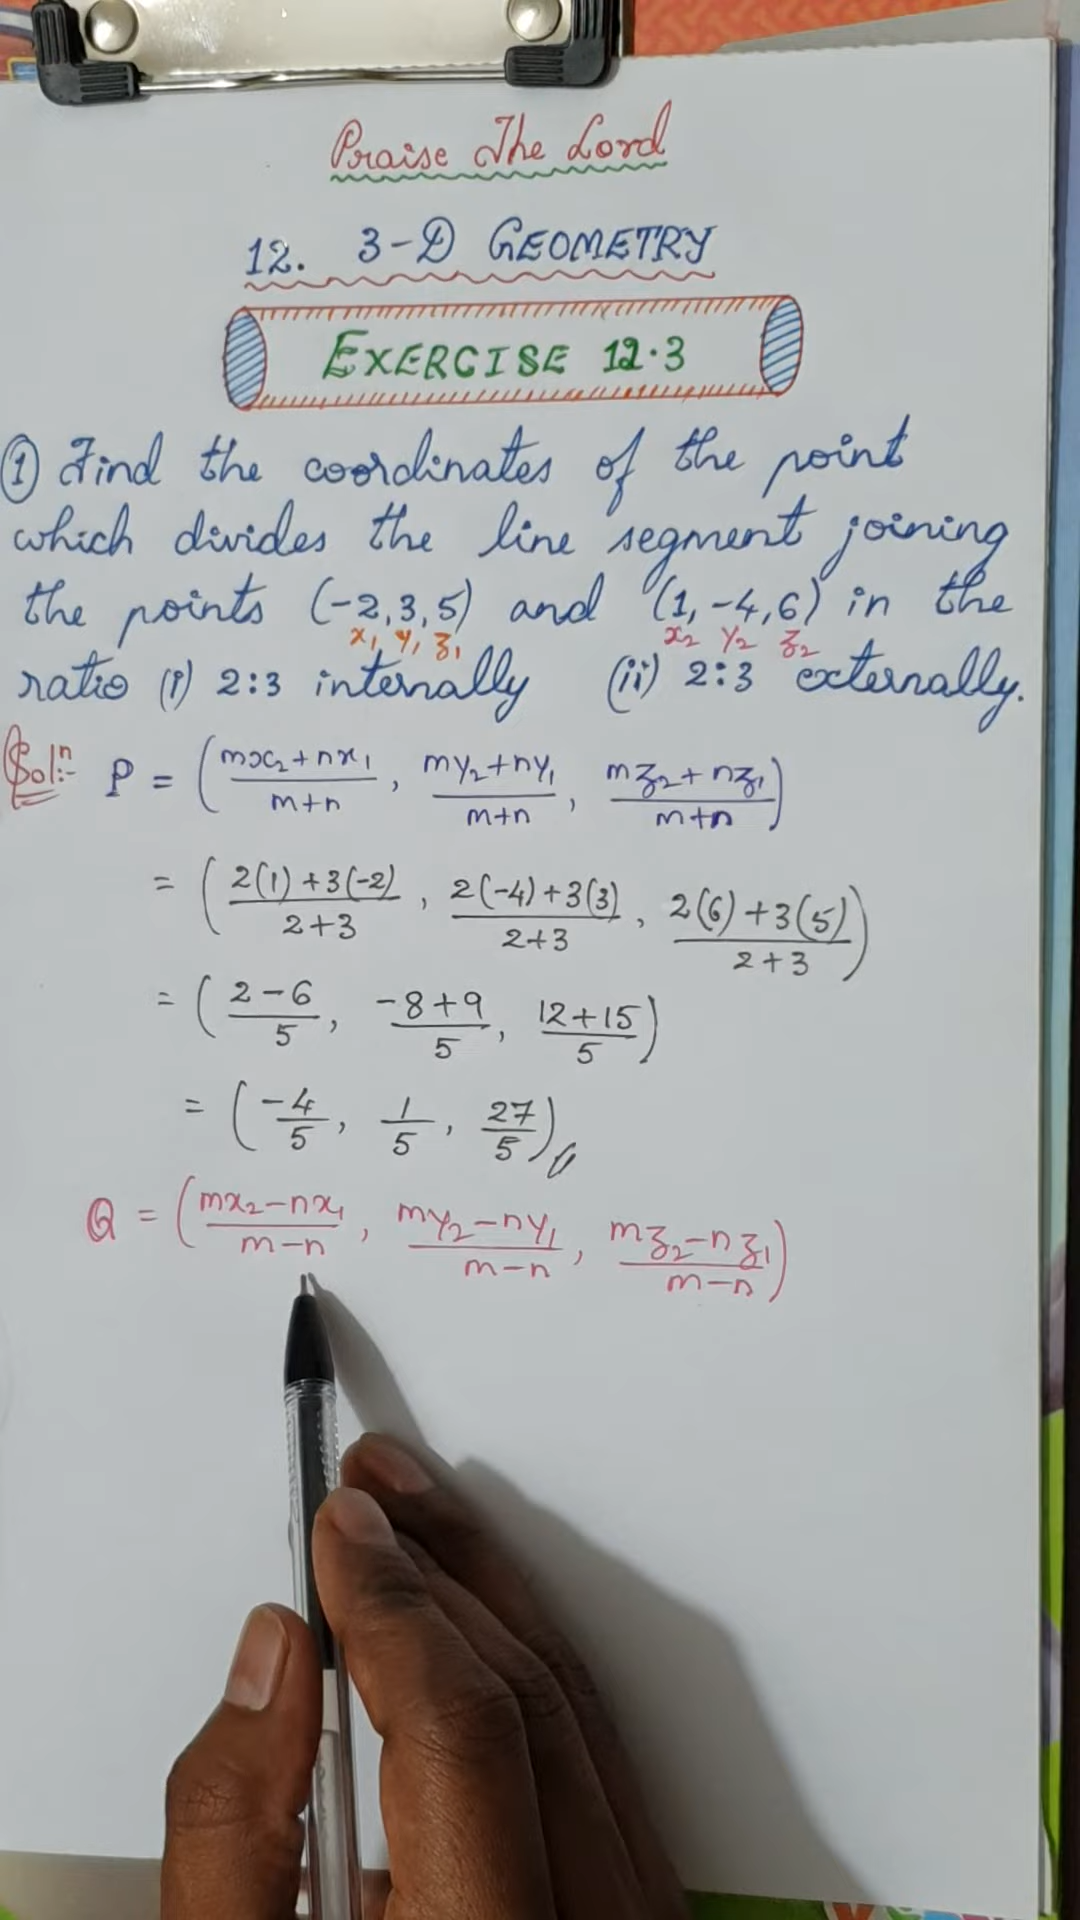 Praise The Lord
12. 3-D GEOMETRY
EXERCISE 12.3
① Find the coordinates of the point
which divides the line segment joining
the points (-2,3,5) and (1,-4,6) in the
x₁ y₁ z₁ x₂ y₂ z₂
ratio (i) 2:3 internally (ii) 2:3 externally.
Solⁿ:- P = ( (mx₂+nx₁)/(m+n) , (my₂+ny₁)/(m+n) , (mz₂+nz₁)/(m+n) )
= ( (2(1)+3(-2))/(2+3) , (2(-4)+3(3))/(2+3) , (2(6)+3(5))/(2+3) )
= ( (2-6)/5 , (-8+9)/5 , (12+15)/5 )
= ( -4/5 , 1/5 , 27/5 )
Q = ( (mx₂-nx₁)/(m-n) , (my₂-ny₁)/(m-n) , (mz₂-nz₁)/(m-n) )